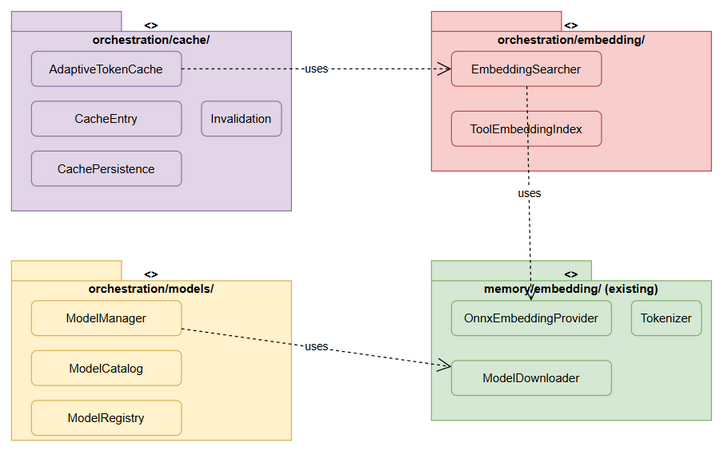 <>
orchestration/cache/
AdaptiveTokenCache
CacheEntry
Invalidation
CachePersistence
uses
<>
orchestration/embedding/
EmbeddingSearcher
ToolEmbeddingIndex
uses
<>
orchestration/models/
ModelManager
ModelCatalog
ModelRegistry
uses
<>
memory/embedding/ (existing)
OnnxEmbeddingProvider
Tokenizer
ModelDownloader